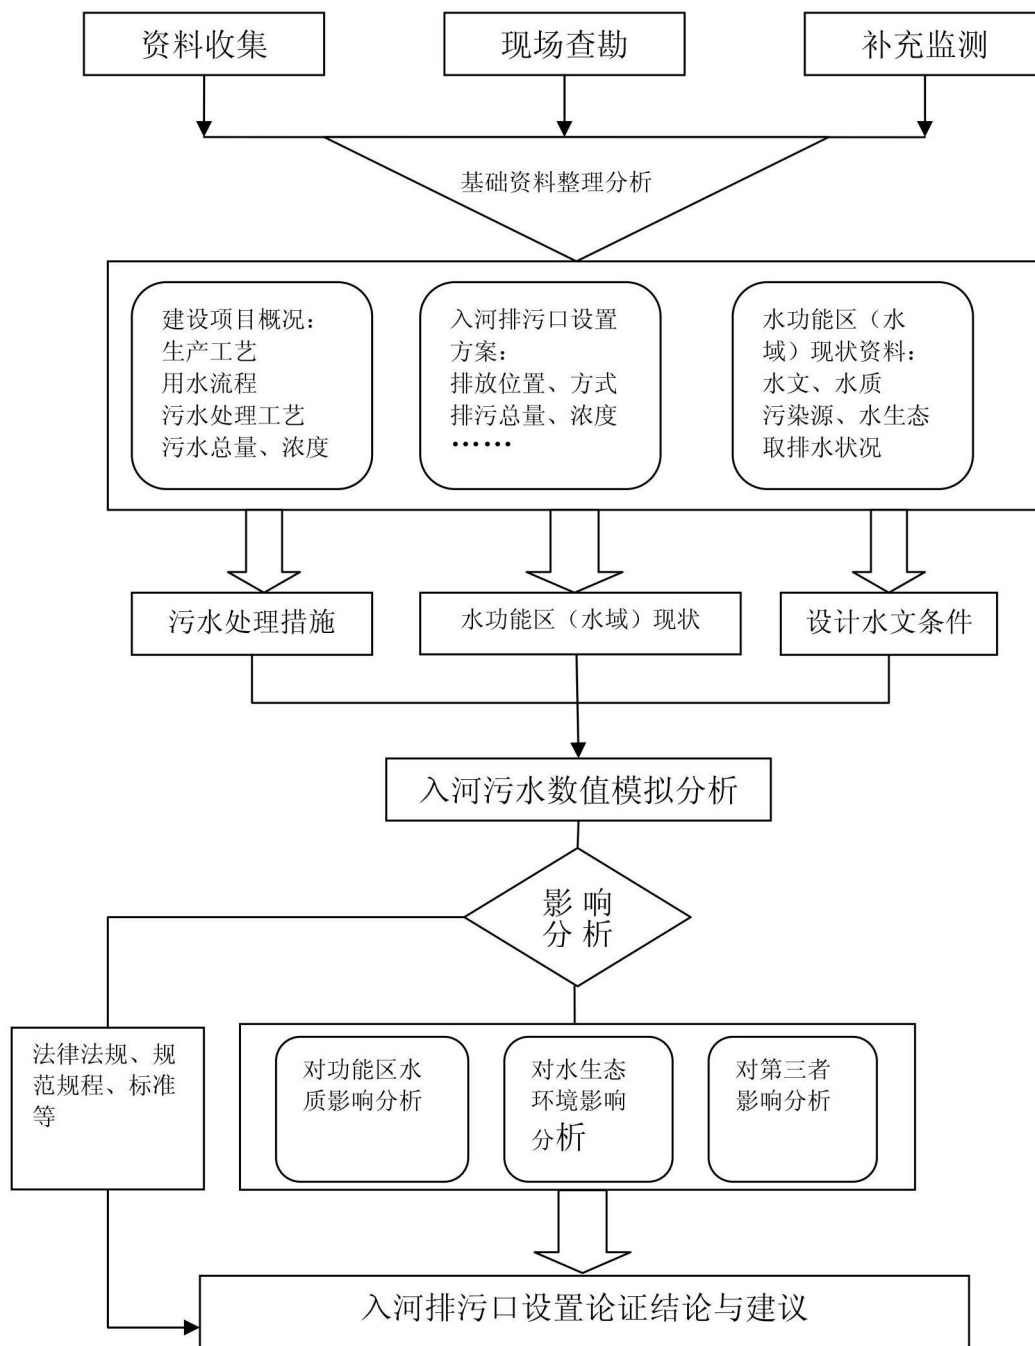 资料收集
现场查勘
补充监测
基础资料整理分析
建设项目概况：
生产工艺
用水流程
污水处理工艺
污水总量、浓度
入河排污口设置
方案：
排放位置、方式
排污总量、浓度
……
水功能区（水
域）现状资料：
水文、水质
污染源、水生态
取排水状况
污水处理措施
水功能区（水域）现状
设计水文条件
入河污水数值模拟分析
影 响
分 析
法律法规、规
范规程、标准
等
对功能区水
质影响分析
对水生态
环境影响
分析
对第三者
影响分析
入河排污口设置论证结论与建议